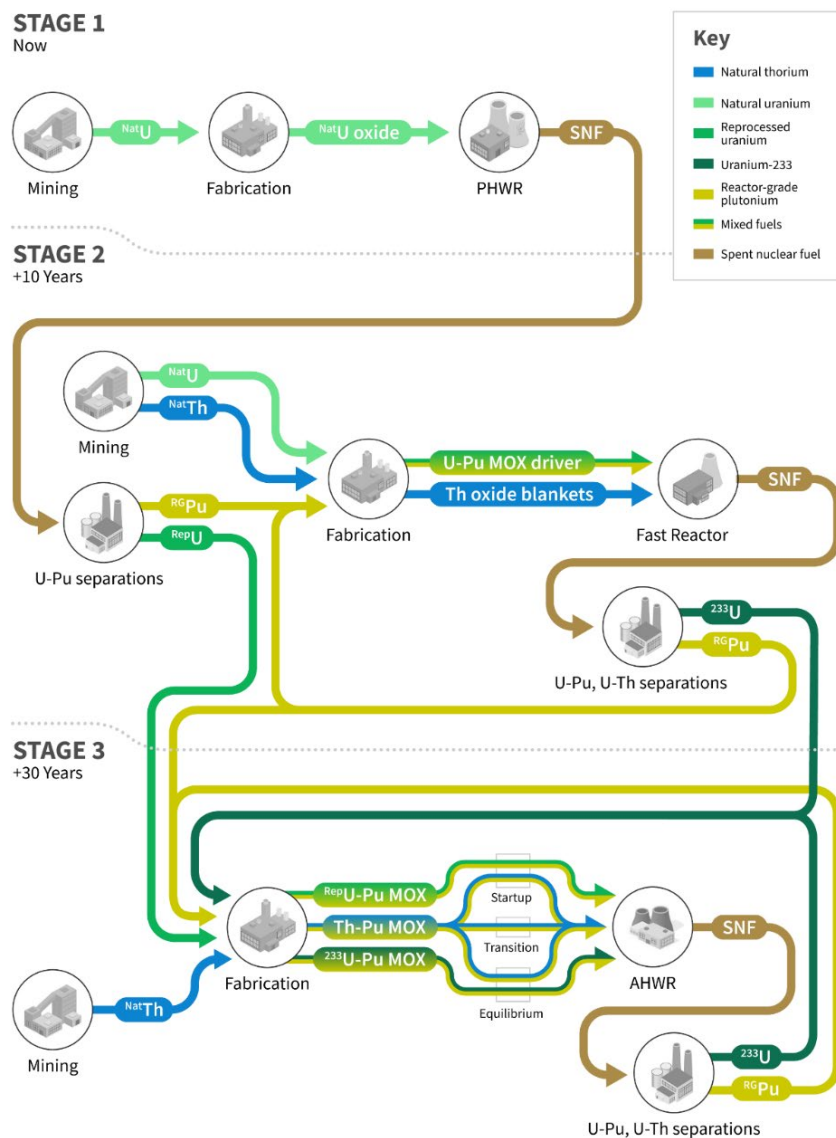 STAGE 1
Now
Key
Natural thorium
Natural uranium
Reprocessed
uranium
Uranium-233
Reactor-grade
plutonium
Mixed fuels
Spent nuclear fuel
NatU
NatU oxide
SNF
Mining
Fabrication
PHWR
STAGE 2
+10 Years
NatU
NatTh
Mining
U-Pu MOX driver
Th oxide blankets
SNF
RGPu
RepU
Fabrication
Fast Reactor
U-Pu separations
233U
RGPu
U-Pu, U-Th separations
STAGE 3
+30 Years
RepU-Pu MOX
Startup
Th-Pu MOX
Transition
SNF
233U-Pu MOX
Fabrication
Equilibrium
AHWR
NatTh
Mining
233U
RGPu
U-Pu, U-Th separations